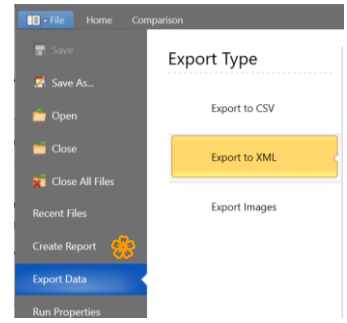 File Home Comparison
Save
Export Type
Save As...
Export to CSV
Open
Close
Export to XML
Close All Files
Recent Files
Export Images
Create Report
Export Data
Run Properties